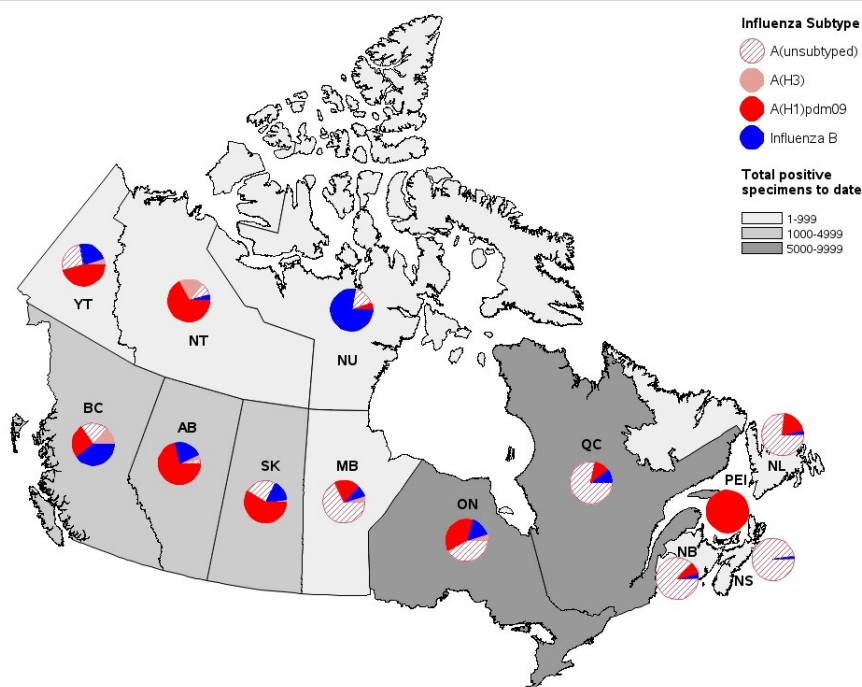 Influenza Subtype
A(unsubtyped)
A(H3)
A(H1)pdm09
Influenza B
Total positive
specimens to date
1-999
1000-4999
5000-9999
YT
NT
NU
BC
AB
SK
MB
ON
QC
NL
PEI
NB
NS